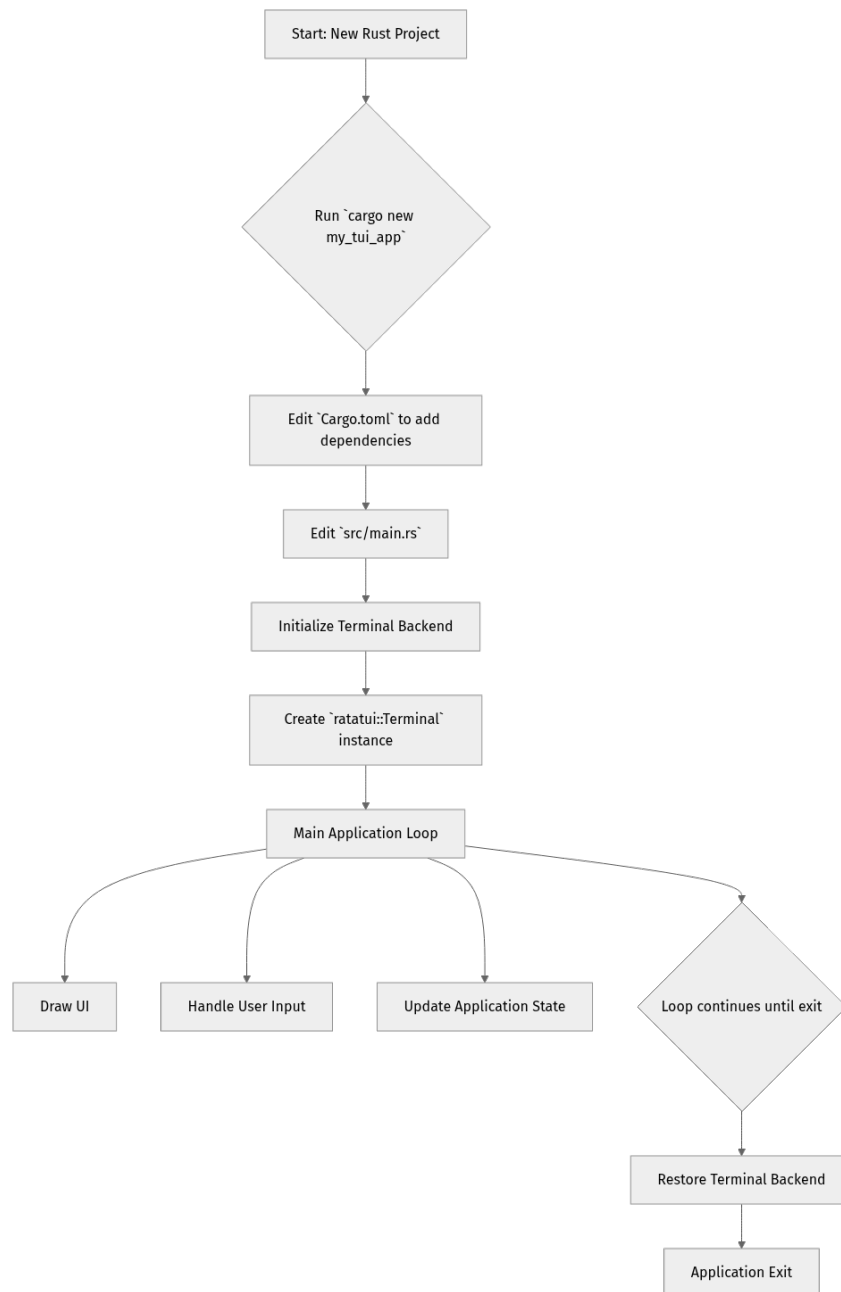 Start: New Rust Project
Run `cargo new
my_tui_app`
Edit `Cargo.toml` to add
dependencies
Edit `src/main.rs`
Initialize Terminal Backend
Create `ratatui::Terminal`
instance
Main Application Loop
Draw UI
Handle User Input
Update Application State
Loop continues until exit
Restore Terminal Backend
Application Exit